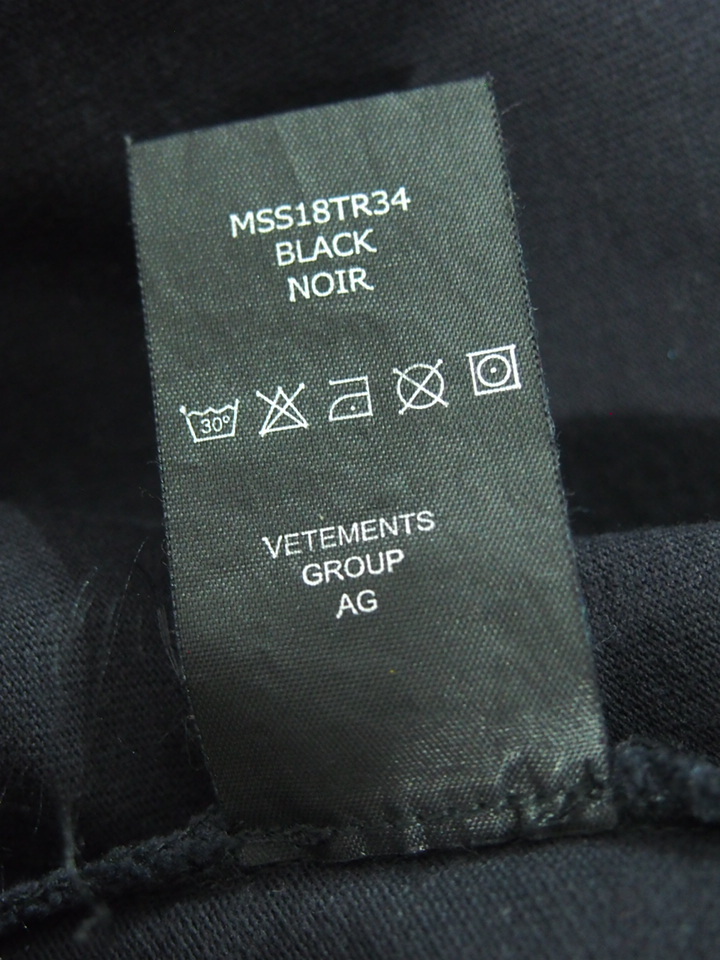 MSS18TR34
BLACK
NOIR
30°
VETEMENTS
GROUP
AG